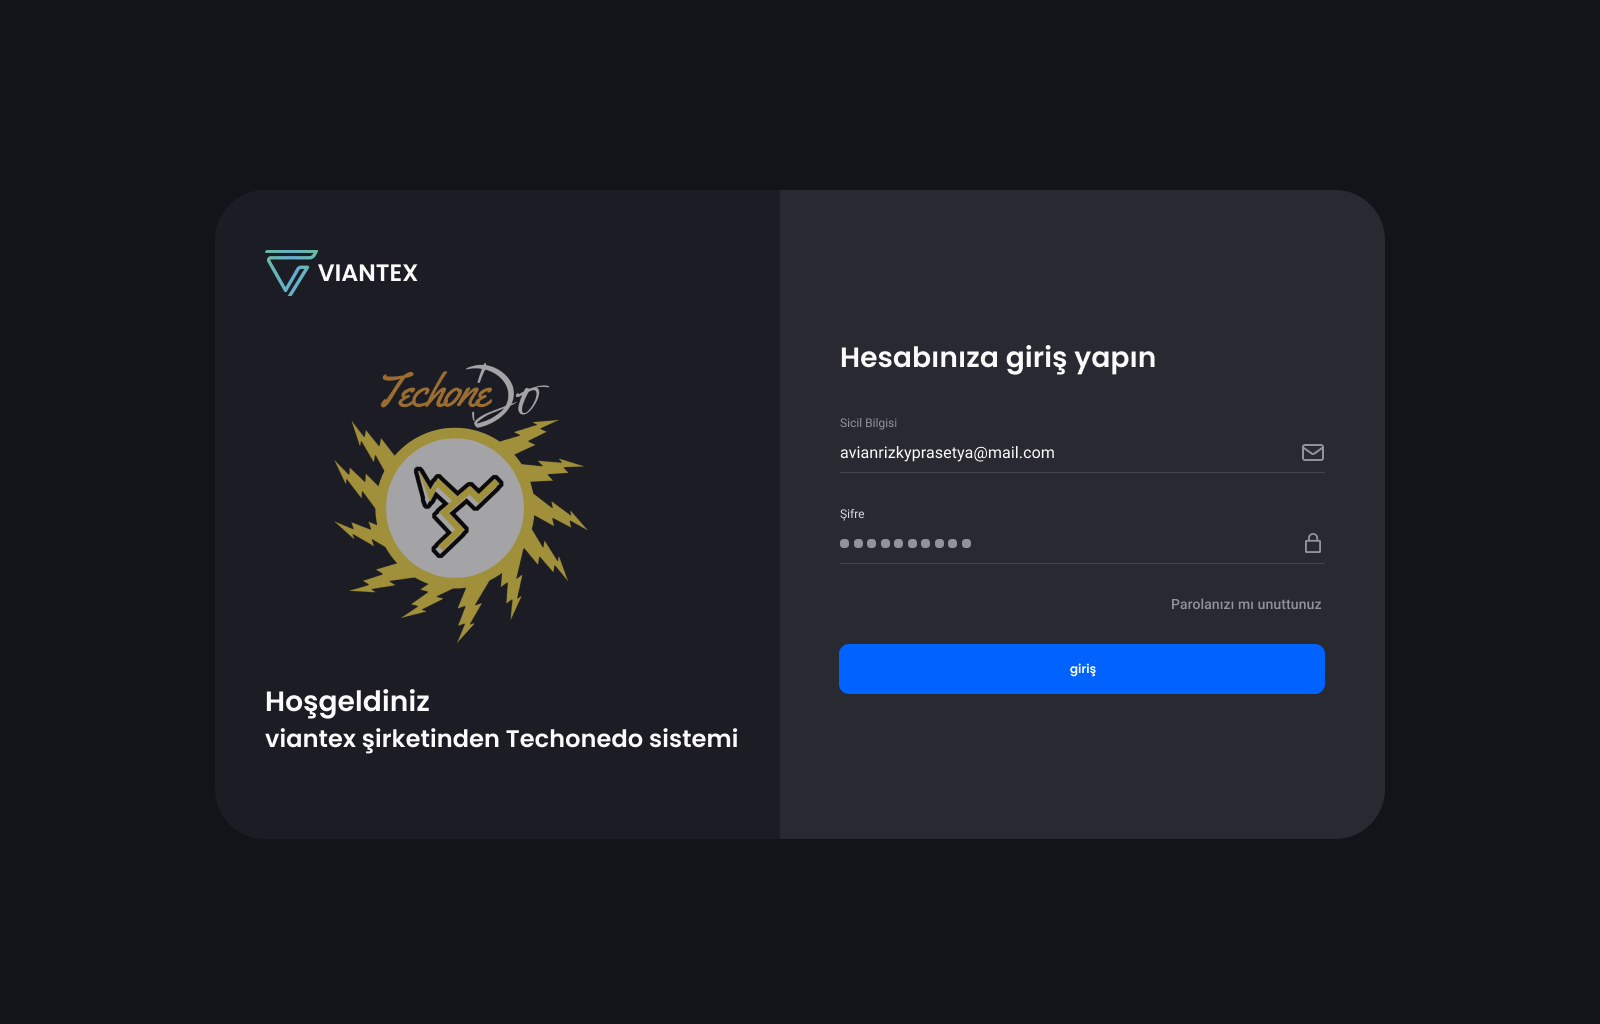 VIANTEX
TechoneDo
Hoşgeldiniz
viantex şirketinden Techonedo sistemi
Hesabınıza giriş yapın
Sicil Bilgisi
avianrizkyprasetya@mail.com
Şifre
Parolanızı mı unuttunuz
giriş